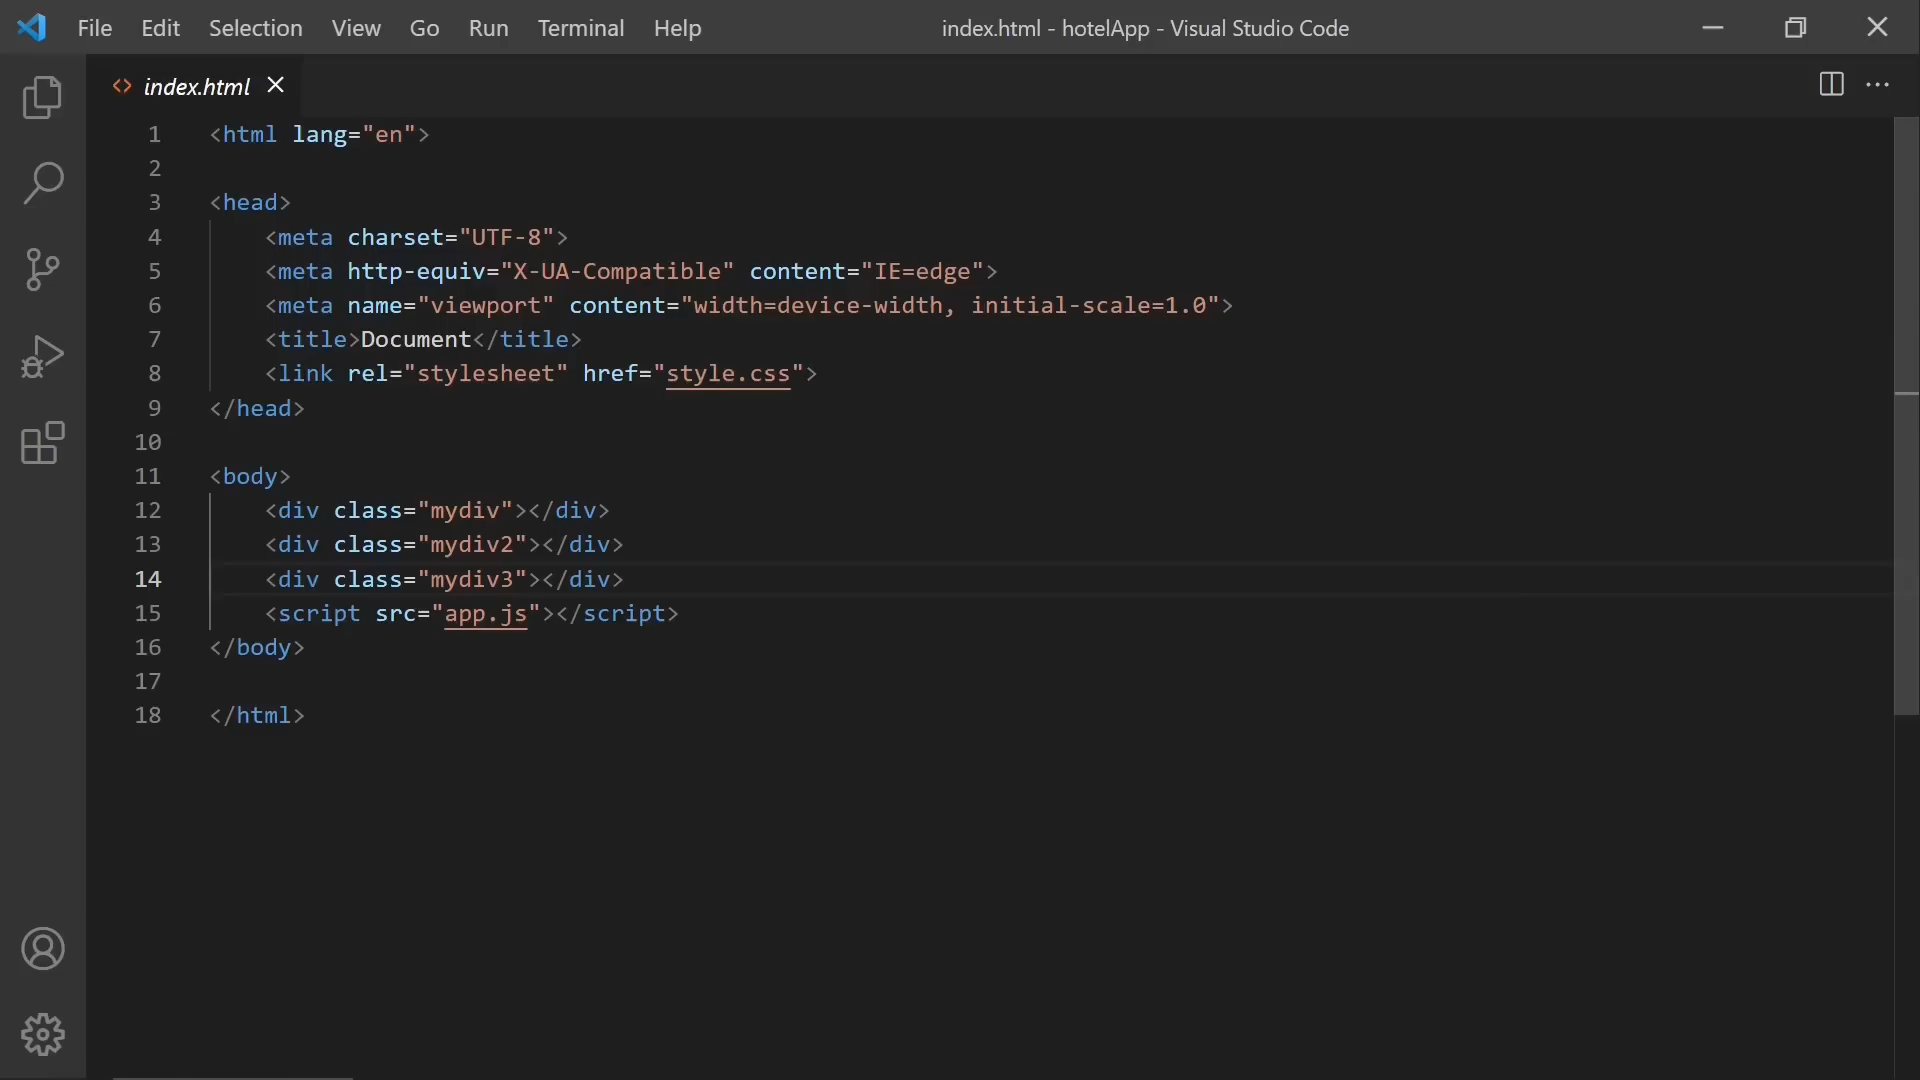 File Edit Selection View Go Run Terminal Help index.html - hotelApp - Visual Studio Code
index.html
1 <html lang="en">
2
3 <head>
4     <meta charset="UTF-8">
5     <meta http-equiv="X-UA-Compatible" content="IE=edge">
6     <meta name="viewport" content="width=device-width, initial-scale=1.0">
7     <title>Document</title>
8     <link rel="stylesheet" href="style.css">
9 </head>
10
11 <body>
12     <div class="mydiv"></div>
13     <div class="mydiv2"></div>
14     <div class="mydiv3"></div>
15     <script src="app.js"></script>
16 </body>
17
18 </html>